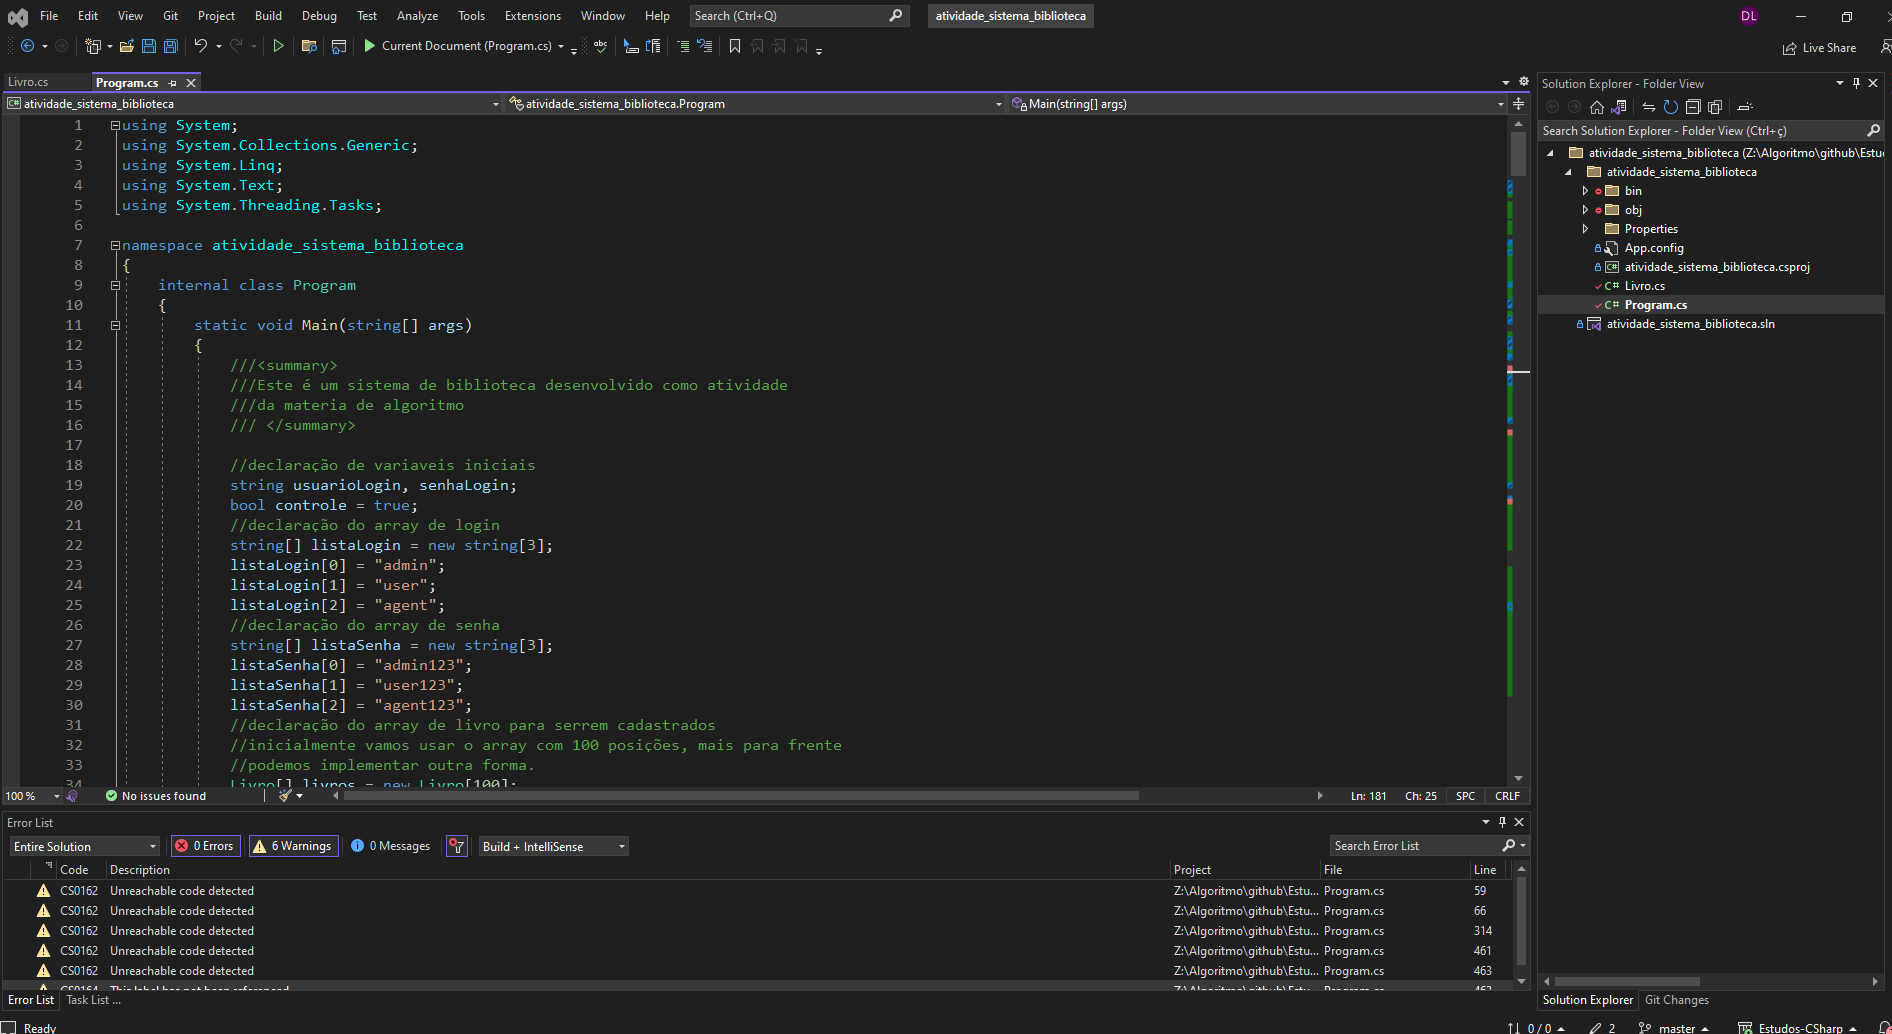 File Edit View Git Project Build Debug Test Analyze Tools Extensions Window Help Search (Ctrl+Q) atividade_sistema_biblioteca DL
Current Document (Program.cs) Live Share
Livro.cs Program.cs
atividade_sistema_biblioteca atividade_sistema_biblioteca.Program Main(string[] args)
1 using System;
2 using System.Collections.Generic;
3 using System.Linq;
4 using System.Text;
5 using System.Threading.Tasks;
6
7 namespace atividade_sistema_biblioteca
8 {
9 internal class Program
10 {
11 static void Main(string[] args)
12 {
13 ///<summary>
14 ///Este é um sistema de biblioteca desenvolvido como atividade
15 ///da materia de algoritmo
16 /// </summary>
17
18 //declaração de variaveis iniciais
19 string usuarioLogin, senhaLogin;
20 bool controle = true;
21 //declaração do array de login
22 string[] listaLogin = new string[3];
23 listaLogin[0] = "admin";
24 listaLogin[1] = "user";
25 listaLogin[2] = "agent";
26 //declaração do array de senha
27 string[] listaSenha = new string[3];
28 listaSenha[0] = "admin123";
29 listaSenha[1] = "user123";
30 listaSenha[2] = "agent123";
31 //declaração do array de livro para serrem cadastrados
32 //inicialmente vamos usar o array com 100 posições, mais para frente
33 //podemos implementar outra forma.
34 Livro[] livros = new Livro[100];
100 % No issues found Ln: 181 Ch: 25 SPC CRLF
Error List
Entire Solution 0 Errors 6 Warnings 0 Messages Build + IntelliSense Search Error List
Code Description Project File Line
CS0162 Unreachable code detected Z:\Algoritmo\github\Estu... Program.cs 59
CS0162 Unreachable code detected Z:\Algoritmo\github\Estu... Program.cs 66
CS0162 Unreachable code detected Z:\Algoritmo\github\Estu... Program.cs 314
CS0162 Unreachable code detected Z:\Algoritmo\github\Estu... Program.cs 461
CS0162 Unreachable code detected Z:\Algoritmo\github\Estu... Program.cs 463
CS0164 This label has not been referenced Z:\Algoritmo\github\Estu... Program.cs 463
Error List Task List ...
Solution Explorer - Folder View
Search Solution Explorer - Folder View (Ctrl+ç)
atividade_sistema_biblioteca (Z:\Algoritmo\github\Estu
atividade_sistema_biblioteca
bin
obj
Properties
App.config
atividade_sistema_biblioteca.csproj
C# Livro.cs
C# Program.cs
atividade_sistema_biblioteca.sln
Solution Explorer Git Changes
Ready 0 / 0 2 master Estudos-CSharp